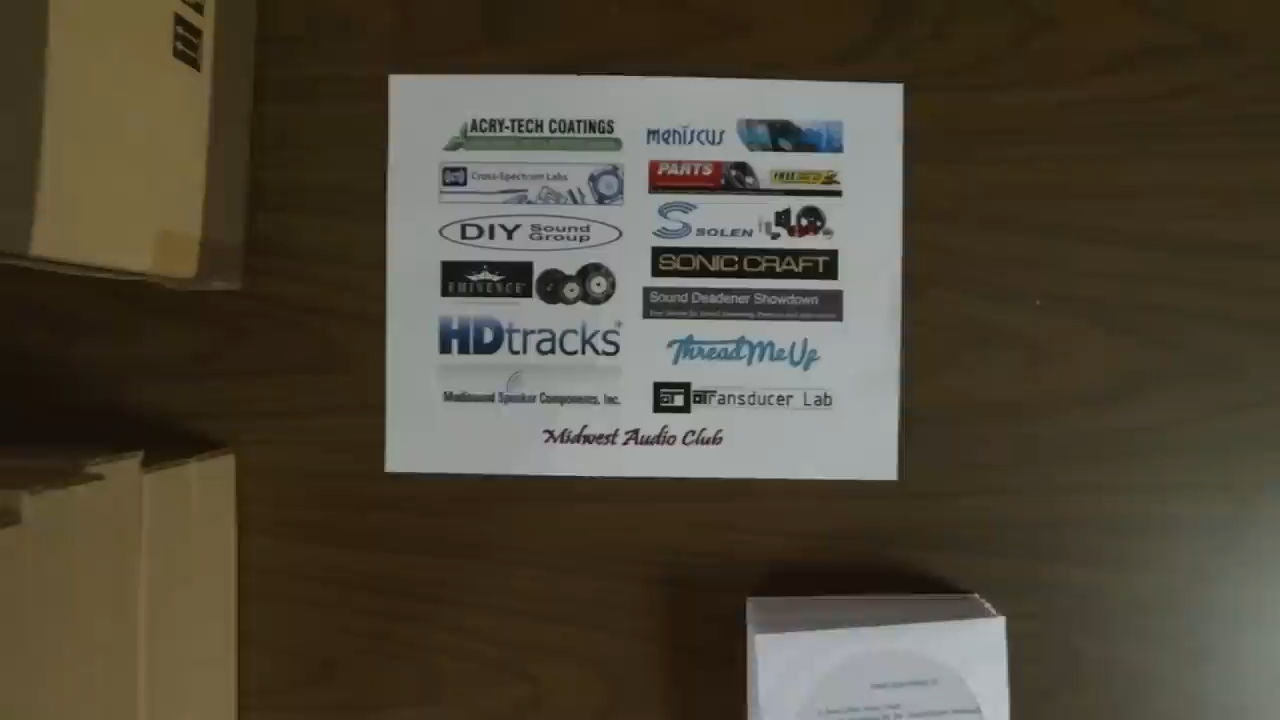 ACRY-TECH COATINGS
Cross-Spectrum Labs
DIY Sound Group
EMINENCE
HDtracks
Madisound Speaker Components, Inc.
meniscus
PARTS
FREE
SOLEN
SONIC CRAFT
Sound Deadener Showdown
ThreadMeUp
Transducer Lab
Midwest Audio Club